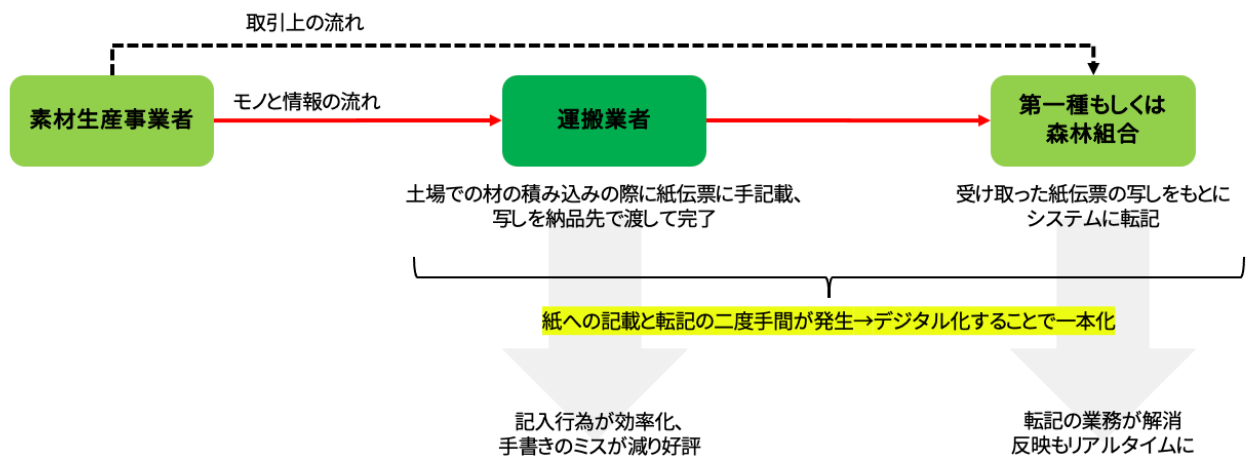 取引上の流れ
素材生産事業者
モノと情報の流れ
運搬業者
第一種もしくは
森林組合
土場での材の積み込みの際に紙伝票に手記載、
写しを納品先で渡して完了
受け取った紙伝票の写しをもとに
システムに転記
紙への記載と転記の二度手間が発生→デジタル化することで一本化
記入行為が効率化、
手書きのミスが減り好評
転記の業務が解消
反映もリアルタイムに